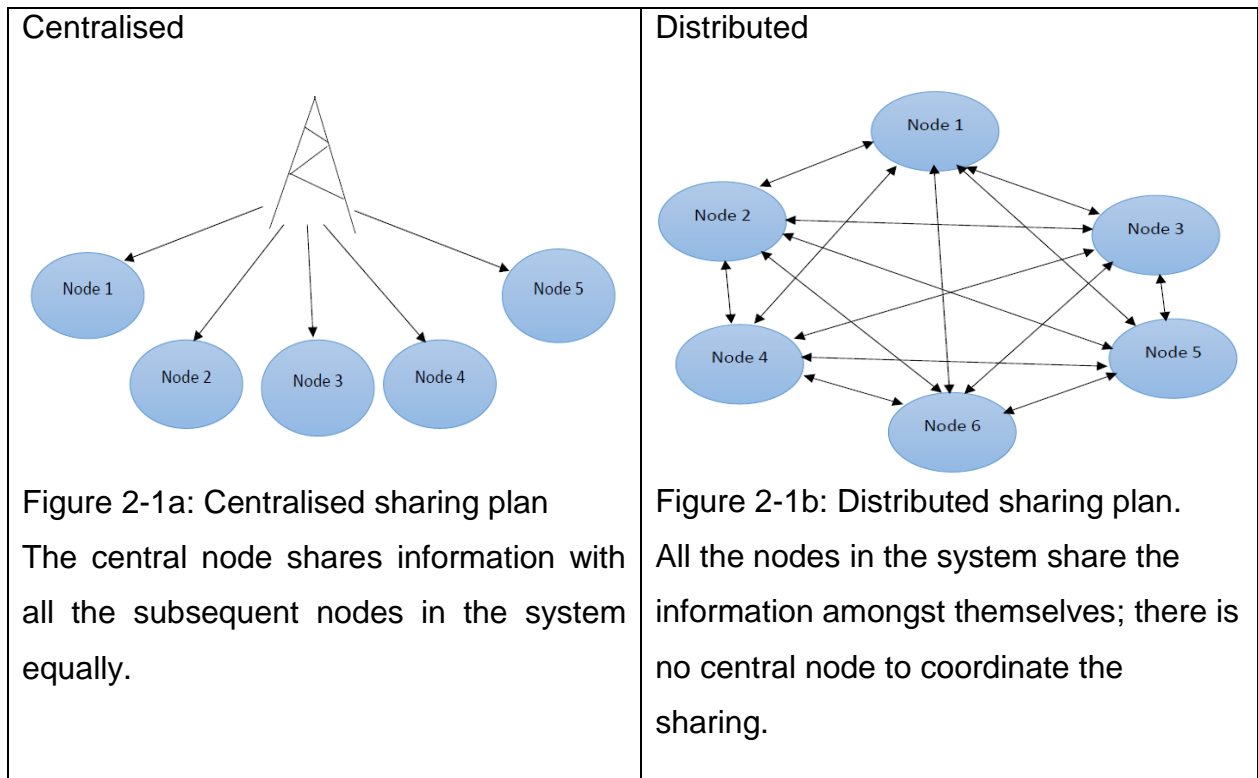 Centralised
Node 1
Node 5
Node 2
Node 3
Node 4
Figure 2-1a: Centralised sharing plan
The central node shares information with
all the subsequent nodes in the system
equally.
Distributed
Node 1
Node 2
Node 3
Node 4
Node 5
Node 6
Figure 2-1b: Distributed sharing plan.
All the nodes in the system share the
information amongst themselves; there is
no central node to coordinate the
sharing.